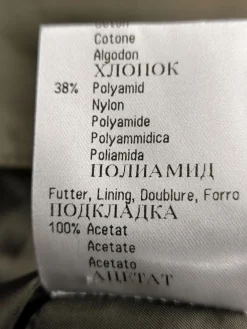 Cotone
Algodon
ХЛОПОК
38% Polyamid
Nylon
Polyamide
Polyammidica
Poliamida
ПОЛИАМИД
Futter, Lining, Doublure, Forro
ПОДКЛАДКА
100% Acetat
Acetate
Acetato
АЦЕТАТ